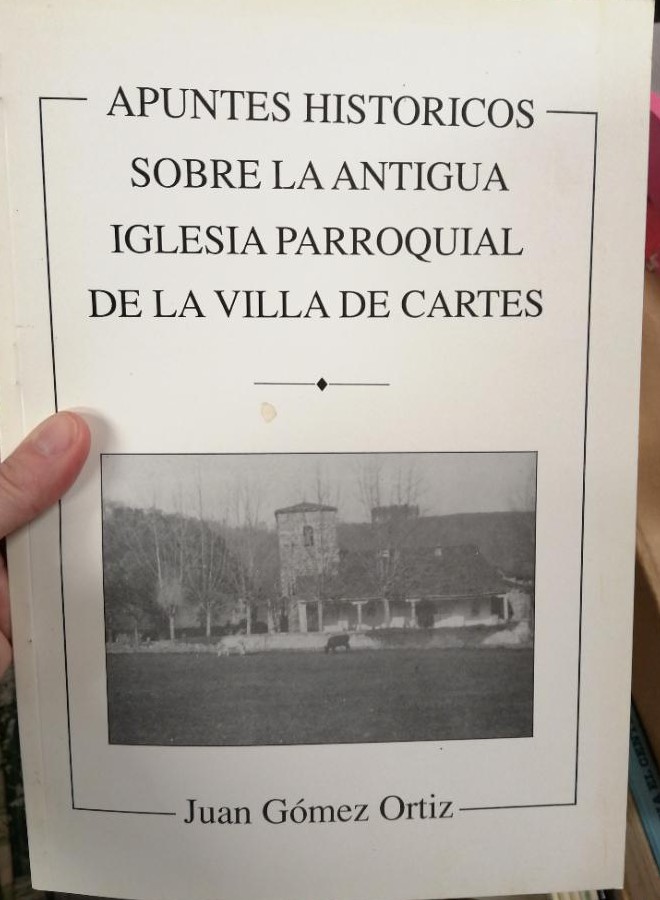 APUNTES HISTORICOS
SOBRE LA ANTIGUA
IGLESIA PARROQUIAL
DE LA VILLA DE CARTES
Juan Gómez Ortiz